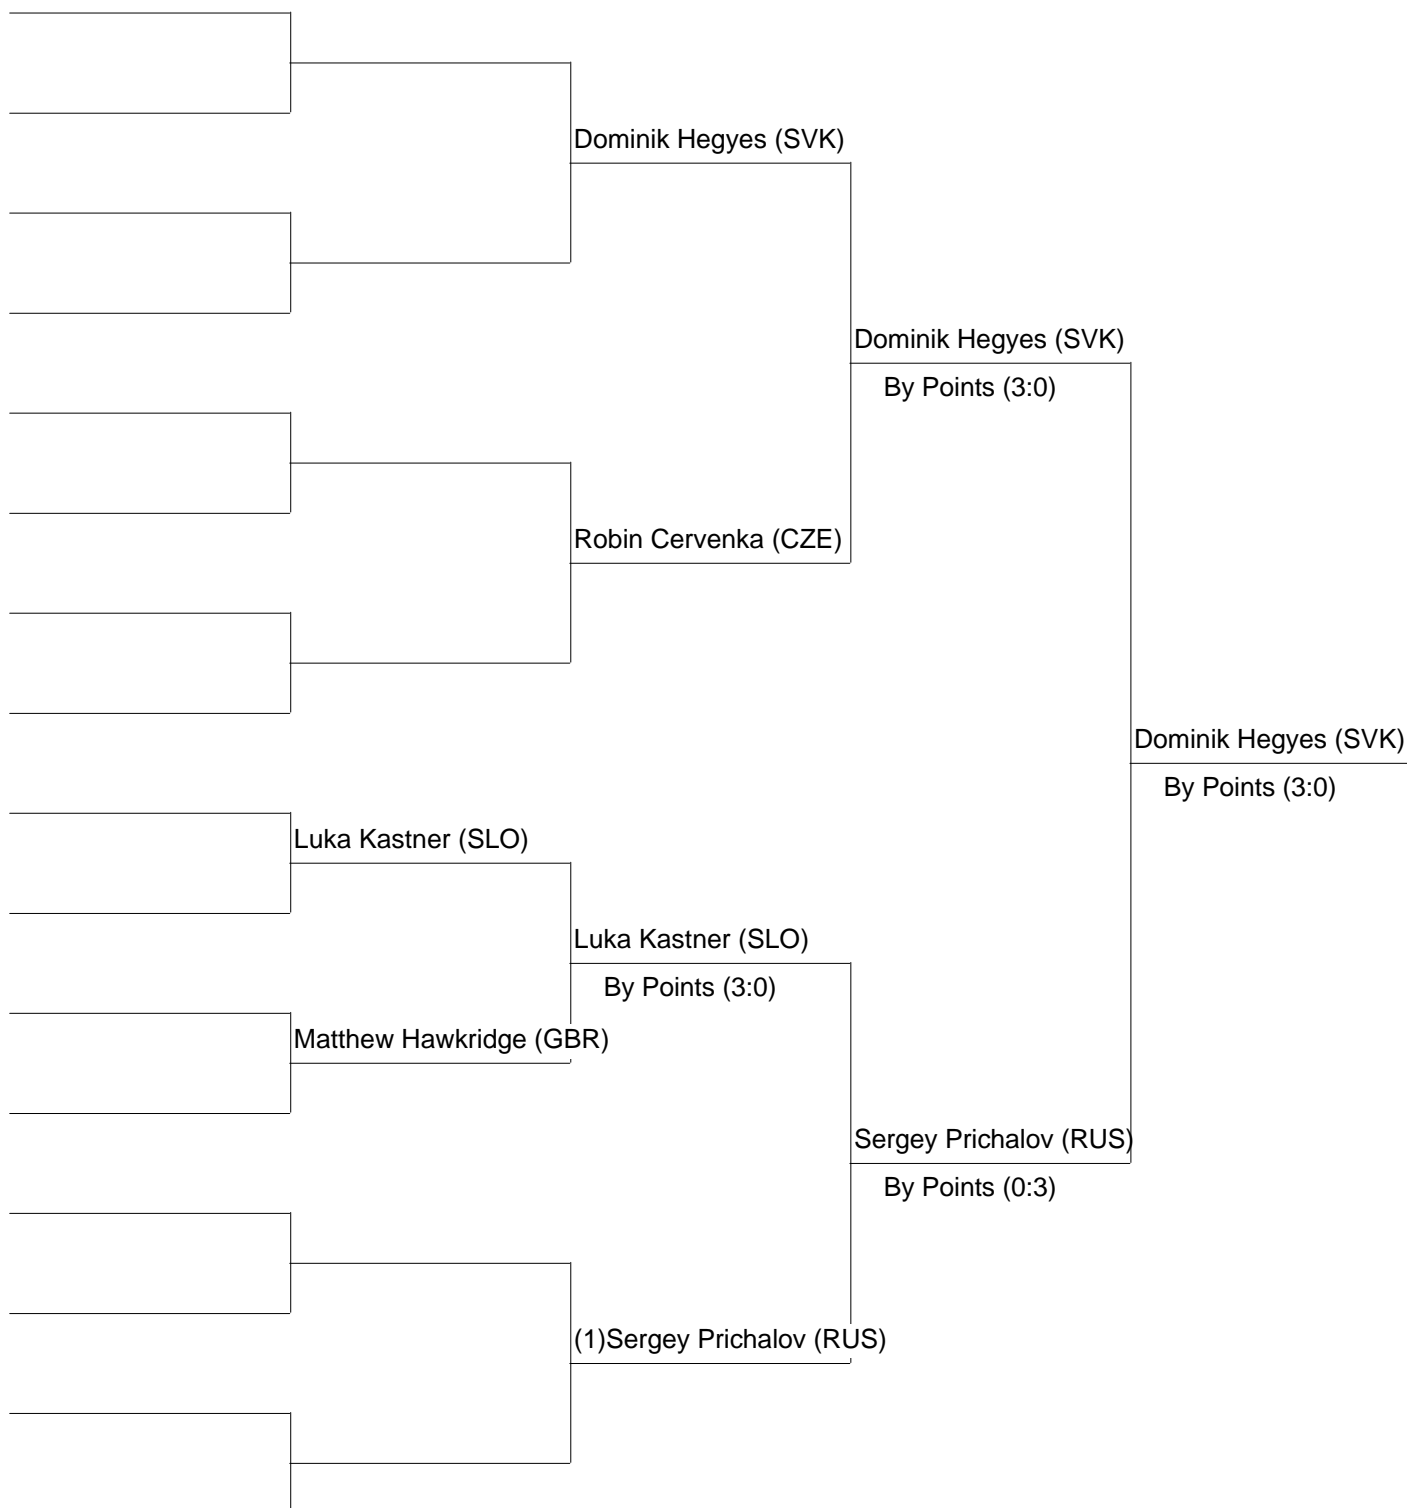 Dominik Hegyes (SVK)
Dominik Hegyes (SVK)
By Points (3:0)
Robin Cervenka (CZE)
Dominik Hegyes (SVK)
By Points (3:0)
Luka Kastner (SLO)
Luka Kastner (SLO)
By Points (3:0)
Matthew Hawkridge (GBR)
Sergey Prichalov (RUS)
By Points (0:3)
(1)Sergey Prichalov (RUS)